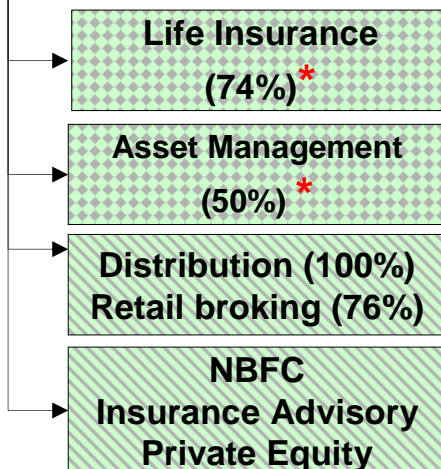 Life Insurance
(74%)*
Asset Management
(50%) *
Distribution (100%)
Retail broking (76%)
NBFC
Insurance Advisory
Private Equity